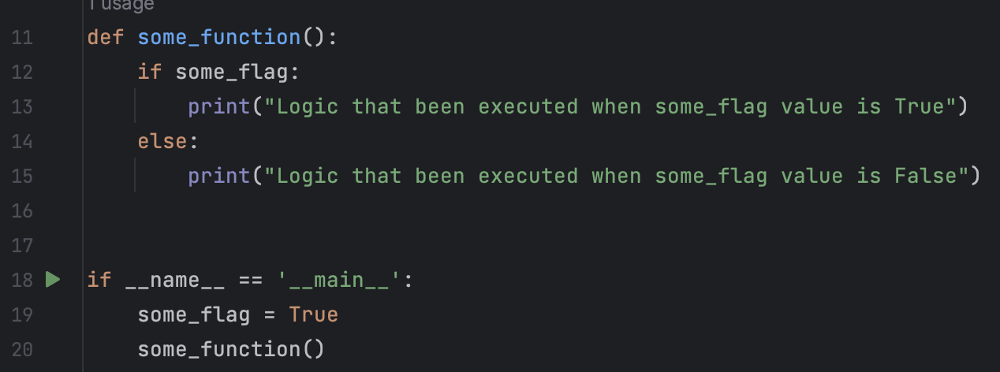 1 usage
11 def some_function():
12     if some_flag:
13         print("Logic that been executed when some_flag value is True")
14     else:
15         print("Logic that been executed when some_flag value is False")
16
17
18 if __name__ == '__main__':
19     some_flag = True
20     some_function()